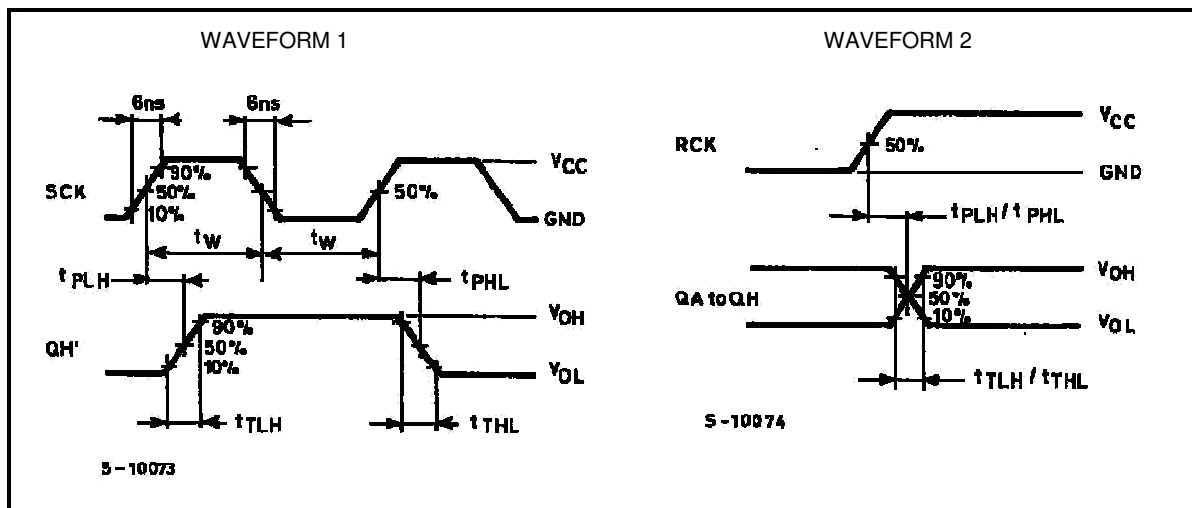 WAVEFORM 1
6ns
6ns
SCK
90%
50%
10%
50%
VCC
GND
tW
tW
tPLH
tPHL
QH'
90%
50%
10%
VOH
VOL
tTLH
tTHL
S-10073
WAVEFORM 2
RCK
50%
VCC
GND
tPLH/tPHL
QA to QH
90%
50%
10%
VOH
VOL
tTLH/tTHL
S-10074